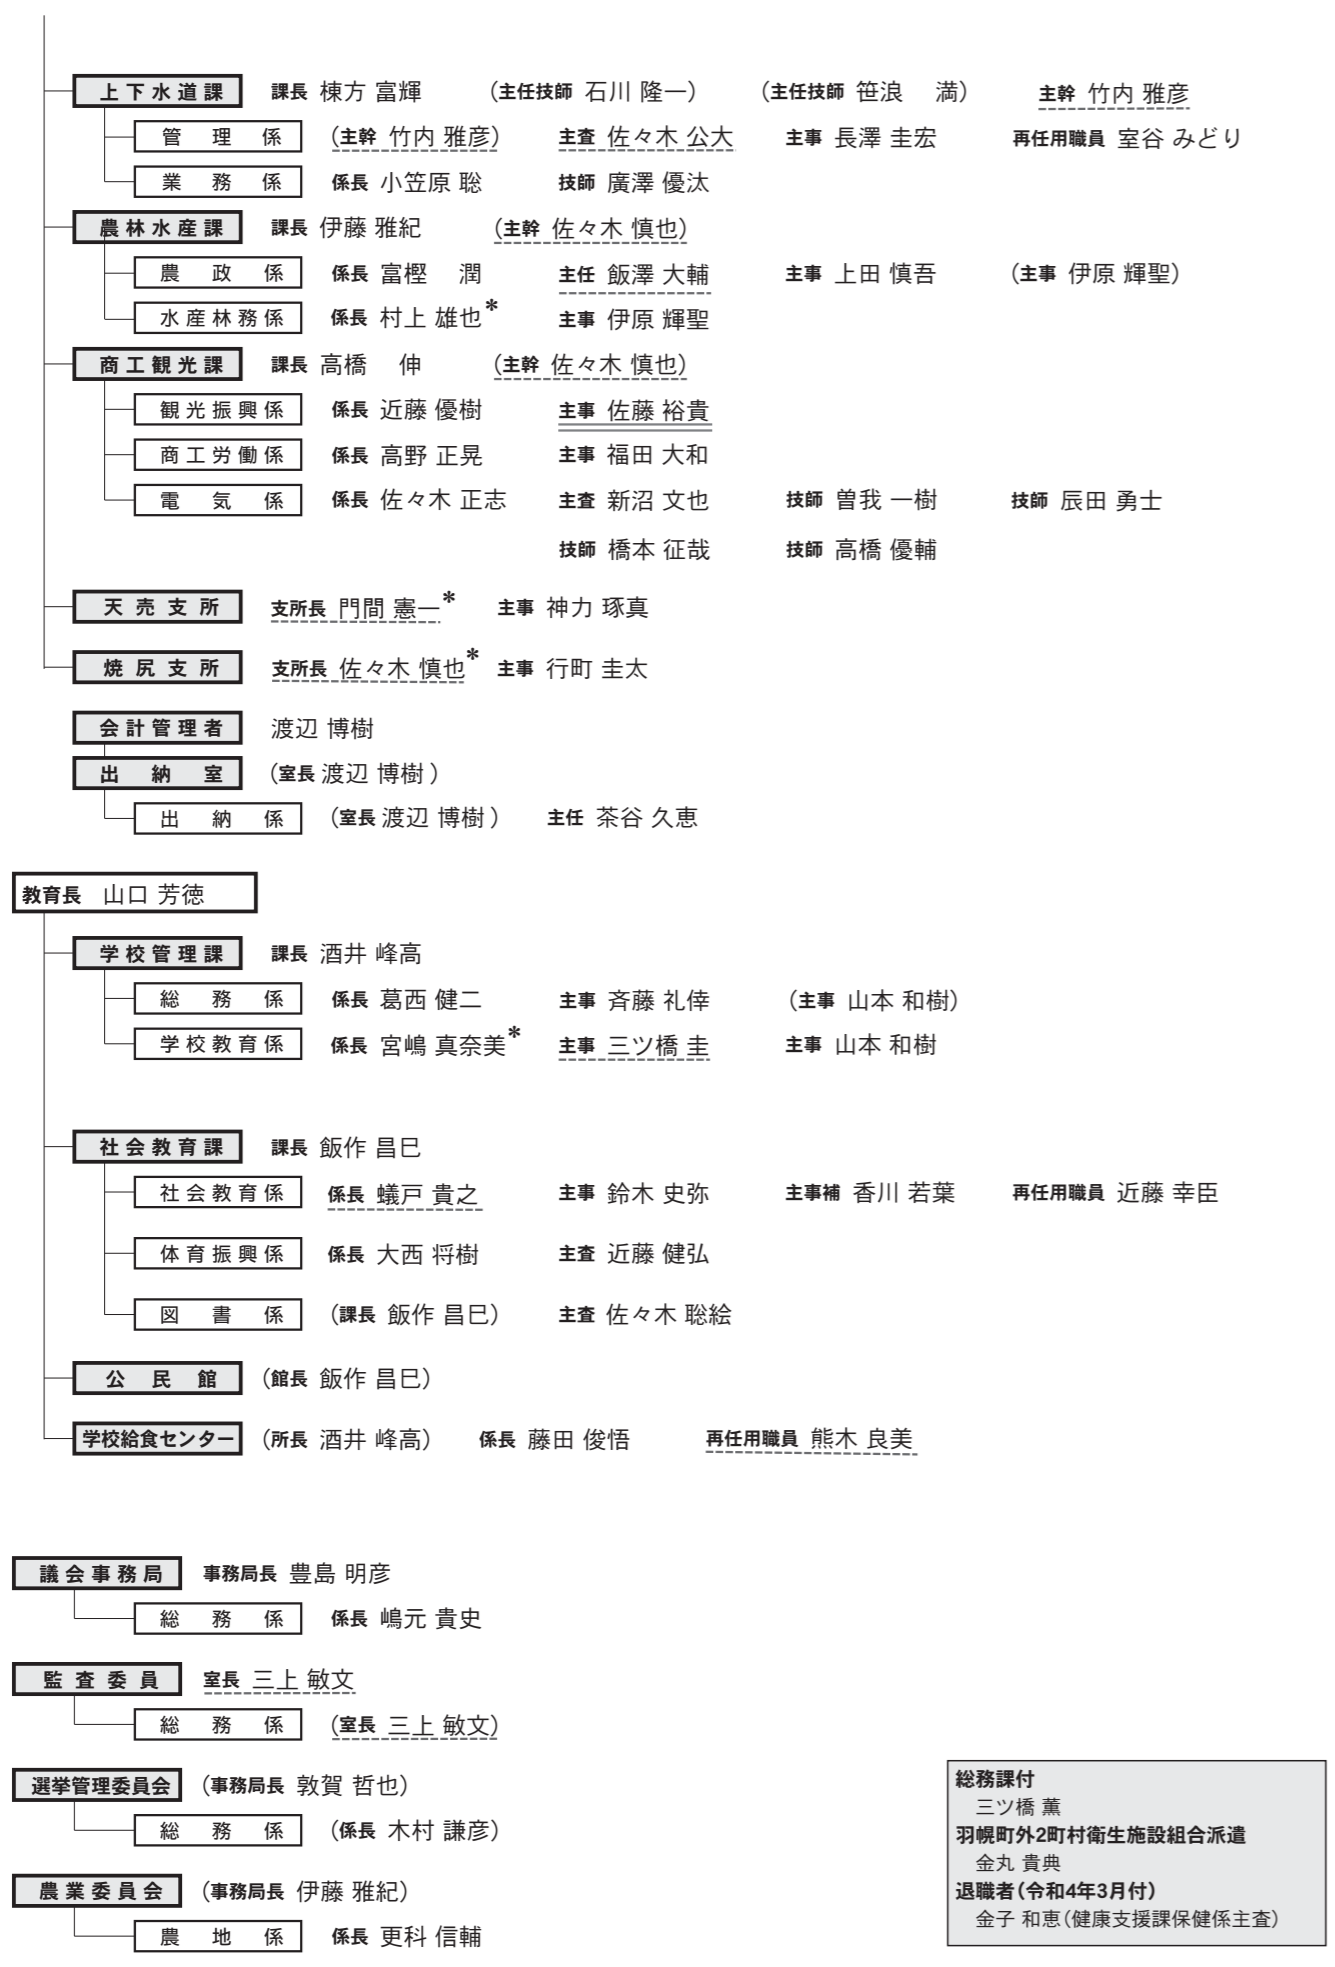 上下水道課 課長 棟方 富輝 （主任技師 石川 隆一） （主任技師 笹浪 満） 主幹 竹内 雅彦
管理係 （主幹 竹内 雅彦） 主査 佐々木 公大 主事 長澤 圭宏 再任用職員 室谷 みどり
業務係 係長 小笠原 聡 技師 廣澤 優汰
農林水産課 課長 伊藤 雅紀 （主幹 佐々木 慎也）
農政係 係長 富樫 潤 主任 飯澤 大輔 主事 上田 慎吾 （主事 伊原 輝聖）
水産林務係 係長 村上 雄也* 主事 伊原 輝聖
商工観光課 課長 高橋 伸 （主幹 佐々木 慎也）
観光振興係 係長 近藤 優樹 主事 佐藤 裕貴
商工労働係 係長 高野 正晃 主事 福田 大和
電気係 係長 佐々木 正志 主査 新沼 文也 技師 曽我 一樹 技師 辰田 勇士
技師 橋本 征哉 技師 高橋 優輔
天売支所 支所長 門間 憲一* 主事 神力 琢真
焼尻支所 支所長 佐々木 慎也* 主事 行町 圭太
会計管理者 渡辺 博樹
出納室 （室長 渡辺 博樹）
出納係 （室長 渡辺 博樹） 主任 茶谷 久恵
教育長 山口 芳徳
学校管理課 課長 酒井 峰高
総務係 係長 葛西 健二 主事 斉藤 礼倖 （主事 山本 和樹）
学校教育係 係長 宮嶋 真奈美* 主事 三ツ橋 圭 主事 山本 和樹
社会教育課 課長 飯作 昌巳
社会教育係 係長 蟻戸 貴之 主事 鈴木 史弥 主事補 香川 若葉 再任用職員 近藤 幸臣
体育振興係 係長 大西 将樹 主査 近藤 健弘
図書係 （課長 飯作 昌巳） 主査 佐々木 聡絵
公民館 （館長 飯作 昌巳）
学校給食センター （所長 酒井 峰高） 係長 藤田 俊悟 再任用職員 熊木 良美
議会事務局 事務局長 豊島 明彦
総務係 係長 嶋元 貴史
監査委員 室長 三上 敏文
総務係 （室長 三上 敏文）
選挙管理委員会 （事務局長 敦賀 哲也）
総務係 （係長 木村 謙彦）
農業委員会 （事務局長 伊藤 雅紀）
農地係 係長 更科 信輔
総務課付
三ツ橋 薫
羽幌町外2町村衛生施設組合派遣
金丸 貴典
退職者（令和4年3月付）
金子 和恵（健康支援課保健係主査）